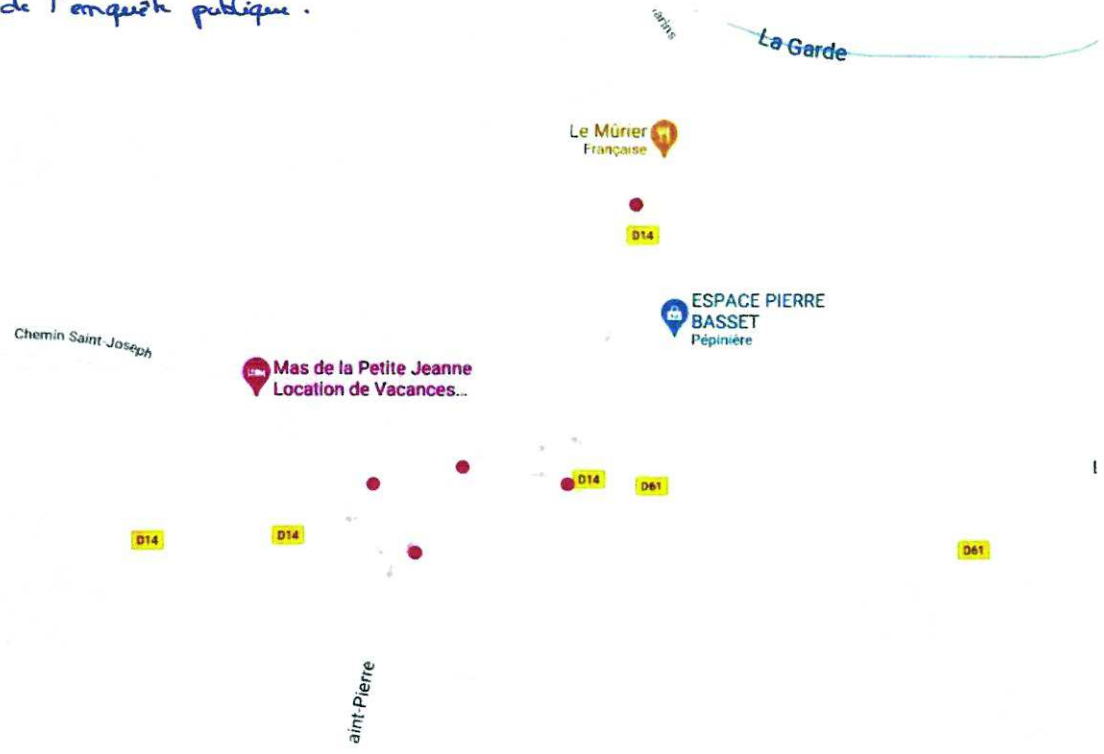 de l'enquête publique.
arins
La Garde
Le Mûrier
Française
D14
ESPACE PIERRE
BASSET
Pépinière
Chemin Saint-Joseph
Mas de la Petite Jeanne
Location de Vacances...
D14
D61
D14
D14
D61
aint-Pierre